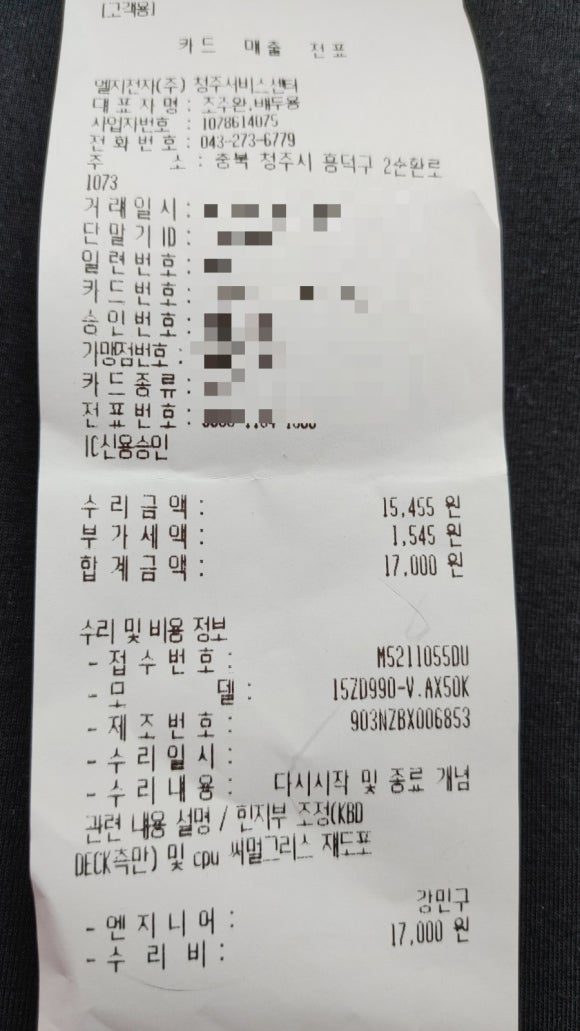 [고객용]
카드 매출 전표
엘지전자(주) 청주서비스센터
대표자명 : 조주완,배두용
사업자번호 : 1078614075
전화번호 : 043-273-6779
주 소 : 충북 청주시 흥덕구 2순환로
1073
거래일시 :
단말기ID :
일련번호 :
카드번호 :
승인번호 :
가맹점번호 :
카드종류 :
전표번호 :
IC신용승인
수리금액 : 15,455 원
부가세액 : 1,545 원
합계금액 : 17,000 원
수리 및 비용 정보
- 접수번호 : M5211055DU
- 모 델 : 15ZD990-V.AX50K
- 제조번호 : 903NZBX006853
- 수리일시 :
- 수리내용 : 다시시작 및 종료 개념
관련 내용 설명 / 힌지부 조정(KBD
DECK측만) 및 cpu 써멀그리스 재도포
강민구
- 엔지니어 :
17,000 원
- 수리비 :